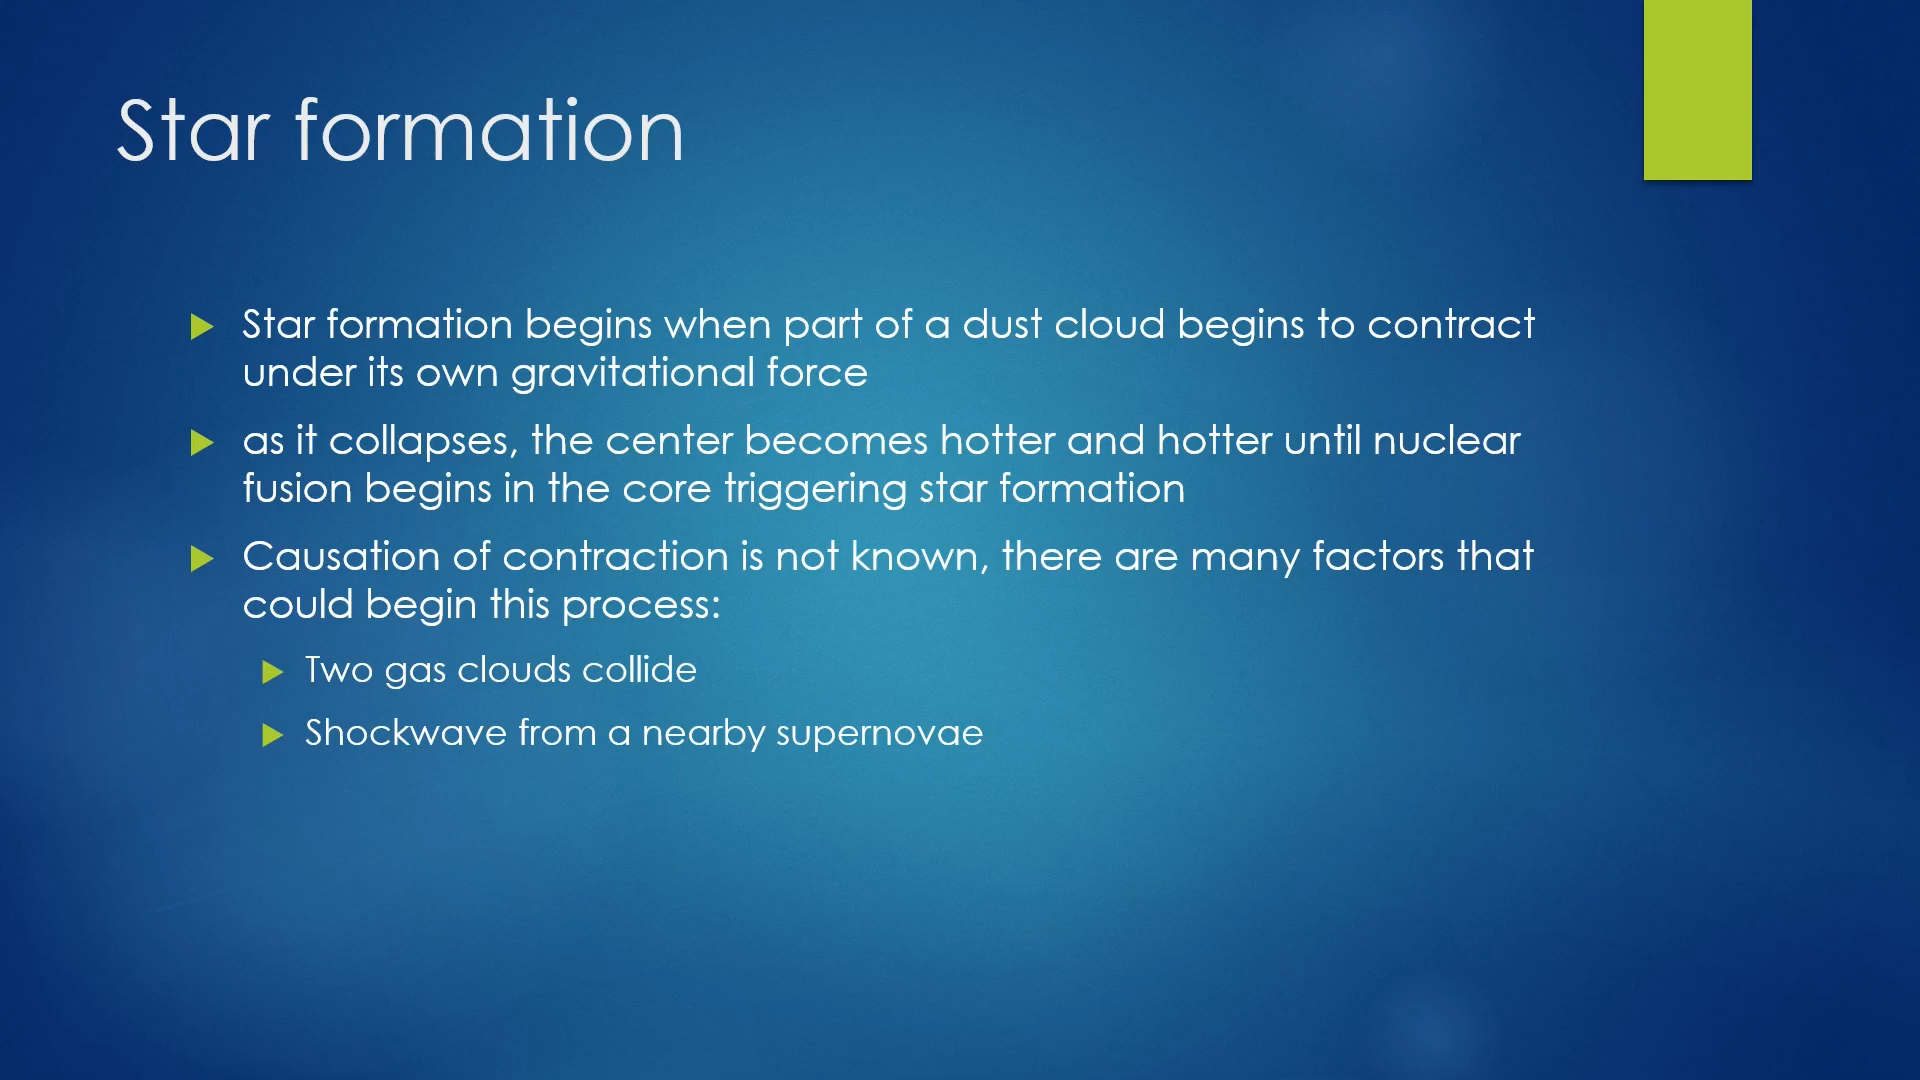 Star formation
Star formation begins when part of a dust cloud begins to contract
under its own gravitational force
as it collapses, the center becomes hotter and hotter until nuclear
fusion begins in the core triggering star formation
Causation of contraction is not known, there are many factors that
could begin this process:
Two gas clouds collide
Shockwave from a nearby supernovae